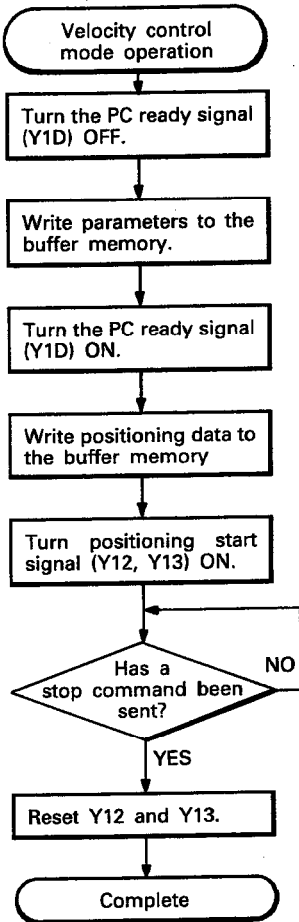 Velocity control
mode operation
Turn the PC ready signal
(Y1D) OFF.
Write parameters to the
buffer memory.
Turn the PC ready signal
(Y1D) ON.
Write positioning data to
the buffer memory
Turn positioning start
signal (Y12, Y13) ON.
Has a
stop command been
sent?
NO
YES
Reset Y12 and Y13.
Complete